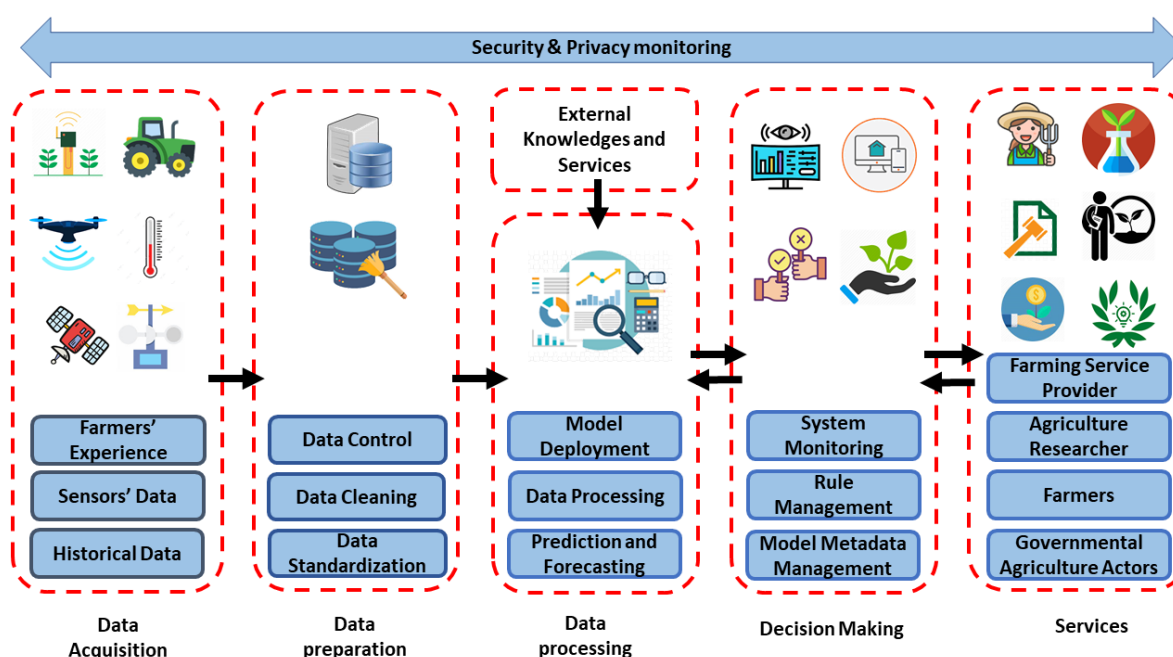 Security & Privacy monitoring
External
Knowledges and
Services
Farmers'
Experience
Sensors' Data
Historical Data
Data
Acquisition
Data Control
Data Cleaning
Data
Standardization
Data
preparation
Model
Deployment
Data Processing
Prediction and
Forecasting
Data
processing
System
Monitoring
Rule
Management
Model Metadata
Management
Decision Making
Farming Service
Provider
Agriculture
Researcher
Farmers
Governmental
Agriculture Actors
Services